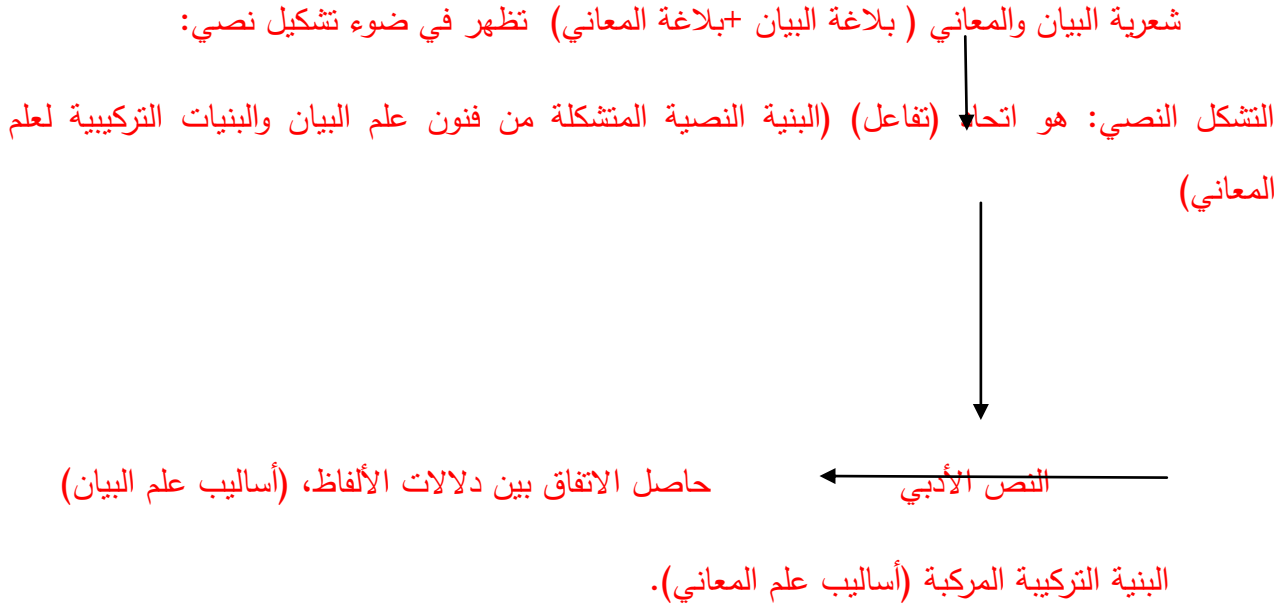 شعرية البيان والمعاني ( بلاغة البيان +بلاغة المعاني) تظهر في ضوء تشكيل نصي:
التشكل النصي: هو اتحاد (تفاعل) (البنية النصية المتشكلة من فنون علم البيان والبنيات التركيبية لعلم
المعاني)
النص الأدبي حاصل الاتفاق بين دلالات الألفاظ، (أساليب علم البيان)
البنية التركيبة المركبة (أساليب علم المعاني).